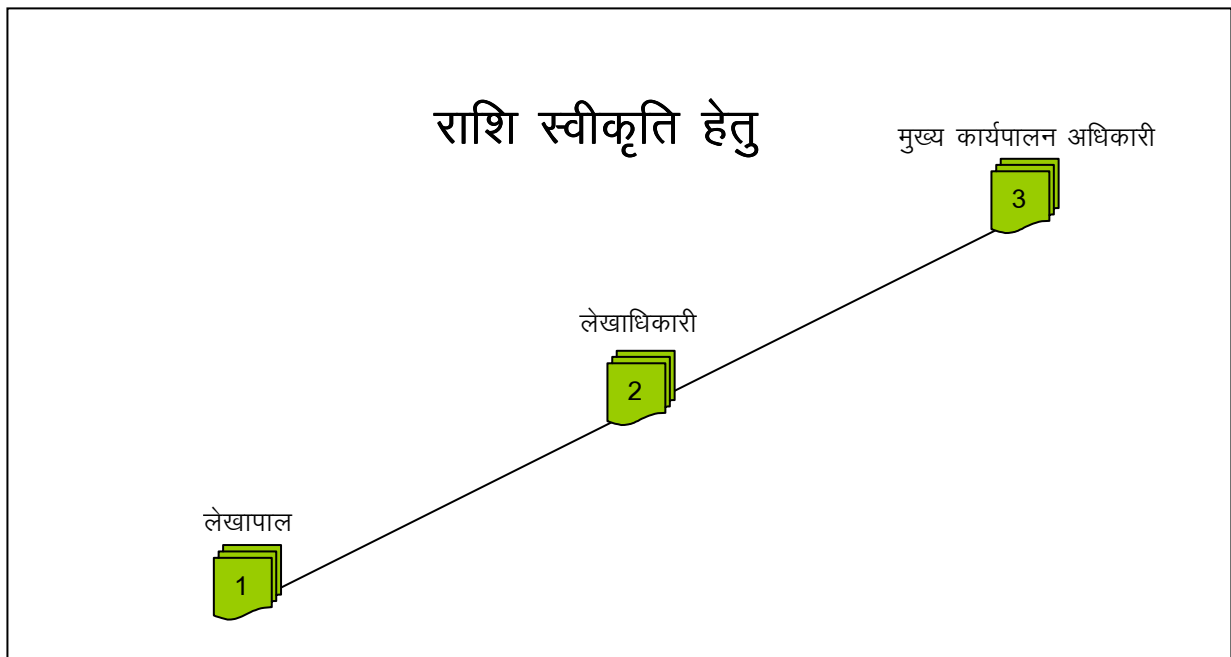 राशि स्वीकृति हेतु
मुख्य कार्यपालन अधिकारी
3
लेखाधिकारी
2
लेखापाल
1